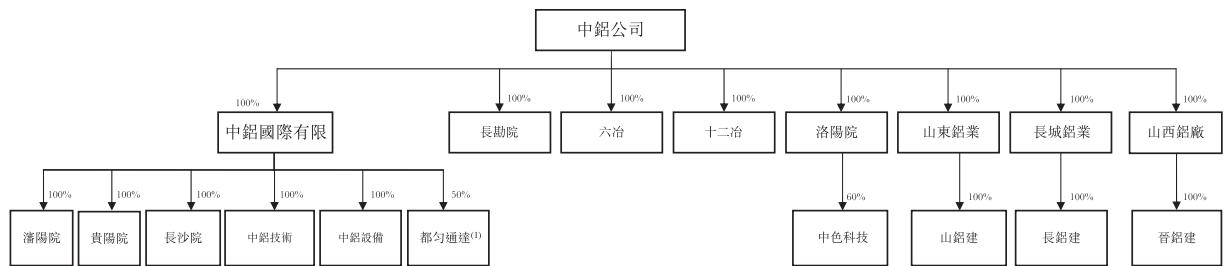 中鋁公司
100%
100%
100%
100%
100%
100%
100%
100%
中鋁國際有限
長勘院
六冶
十二冶
洛陽院
山東鋁業
長城鋁業
山西鋁廠
100%
100%
100%
100%
100%
50%
60%
100%
100%
100%
瀋陽院
貴陽院
長沙院
中鋁技術
中鋁設備
都勻通達(1)
中色科技
山鋁建
長鋁建
晉鋁建